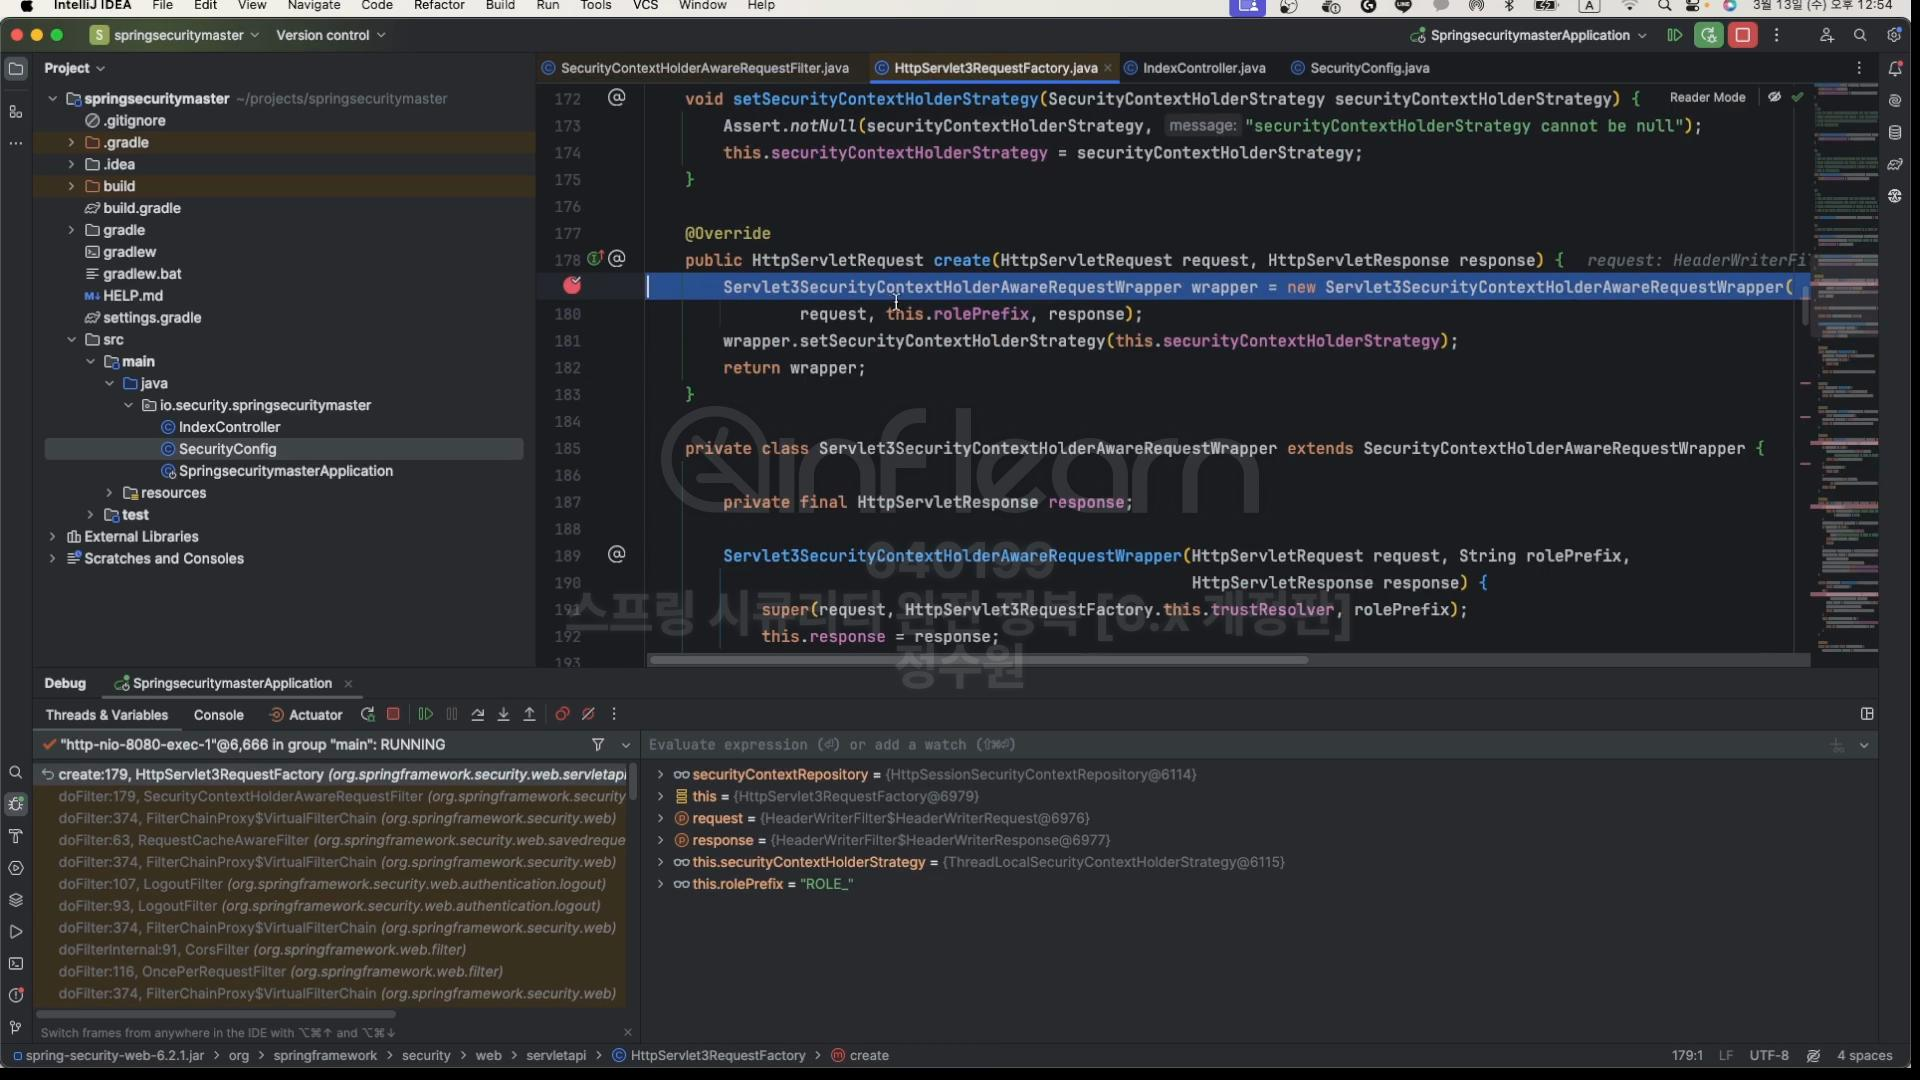 IntelliJ IDEA File Edit View Navigate Code Refactor Build Run Tools VCS Window Help
A 3월 13일 (수) 오후 12:54
S springsecuritymaster Version control SpringsecuritymasterApplication
Project
SecurityContextHolderAwareRequestFilter.java HttpServlet3RequestFactory.java IndexController.java SecurityConfig.java
springsecuritymaster ~/projects/springsecuritymaster
.gitignore
.gradle
.idea
build
build.gradle
gradle
gradlew
gradlew.bat
HELP.md
settings.gradle
src
main
java
io.security.springsecuritymaster
IndexController
SecurityConfig
SpringsecuritymasterApplication
resources
test
External Libraries
Scratches and Consoles
Reader Mode
172 void setSecurityContextHolderStrategy(SecurityContextHolderStrategy securityContextHolderStrategy) {
173 Assert.notNull(securityContextHolderStrategy, message: "securityContextHolderStrategy cannot be null");
174 this.securityContextHolderStrategy = securityContextHolderStrategy;
175 }
176
177 @Override
178 public HttpServletRequest create(HttpServletRequest request, HttpServletResponse response) { request: HeaderWriterFi
Servlet3SecurityContextHolderAwareRequestWrapper wrapper = new Servlet3SecurityContextHolderAwareRequestWrapper(
180 request, this.rolePrefix, response);
181 wrapper.setSecurityContextHolderStrategy(this.securityContextHolderStrategy);
182 return wrapper;
183 }
184
185 private class Servlet3SecurityContextHolderAwareRequestWrapper extends SecurityContextHolderAwareRequestWrapper {
186
187 private final HttpServletResponse response;
188
189 Servlet3SecurityContextHolderAwareRequestWrapper(HttpServletRequest request, String rolePrefix,
190 HttpServletResponse response) {
191 super(request, HttpServlet3RequestFactory.this.trustResolver, rolePrefix);
192 this.response = response;
193
inflearn
스프링 시큐리티 완전 정복 [6.x 개정판]
정수원
Debug SpringsecuritymasterApplication
Threads & Variables Console Actuator
"http-nio-8080-exec-1"@6,666 in group "main": RUNNING
create:179, HttpServlet3RequestFactory (org.springframework.security.web.servletapi
doFilter:179, SecurityContextHolderAwareRequestFilter (org.springframework.security
doFilter:374, FilterChainProxy$VirtualFilterChain (org.springframework.security.web)
doFilter:63, RequestCacheAwareFilter (org.springframework.security.web.savedreque
doFilter:374, FilterChainProxy$VirtualFilterChain (org.springframework.security.web)
doFilter:107, LogoutFilter (org.springframework.security.web.authentication.logout)
doFilter:93, LogoutFilter (org.springframework.security.web.authentication.logout)
doFilter:374, FilterChainProxy$VirtualFilterChain (org.springframework.security.web)
doFilterInternal:91, CorsFilter (org.springframework.web.filter)
doFilter:116, OncePerRequestFilter (org.springframework.web.filter)
doFilter:374, FilterChainProxy$VirtualFilterChain (org.springframework.security.web)
Switch frames from anywhere in the IDE with ⌥⌘↑ and ⌥⌘↓
Evaluate expression (⏎) or add a watch (⇧⌘⏎)
securityContextRepository = {HttpSessionSecurityContextRepository@6114}
this = {HttpServlet3RequestFactory@6979}
request = {HeaderWriterFilter$HeaderWriterRequest@6976}
response = {HeaderWriterFilter$HeaderWriterResponse@6977}
this.securityContextHolderStrategy = {ThreadLocalSecurityContextHolderStrategy@6115}
this.rolePrefix = "ROLE_"
spring-security-web-6.2.1.jar > org > springframework > security > web > servletapi > HttpServlet3RequestFactory > create
179:1 LF UTF-8 4 spaces